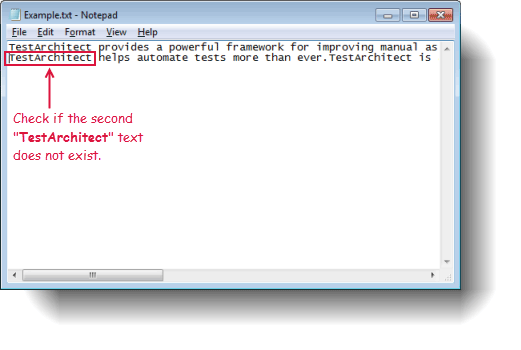 Example.txt - Notepad
File Edit Format View Help
TestArchitect provides a powerful framework for improving manual as
TestArchitect helps automate tests more than ever.TestArchitect is
Check if the second
"TestArchitect" text
does not exist.